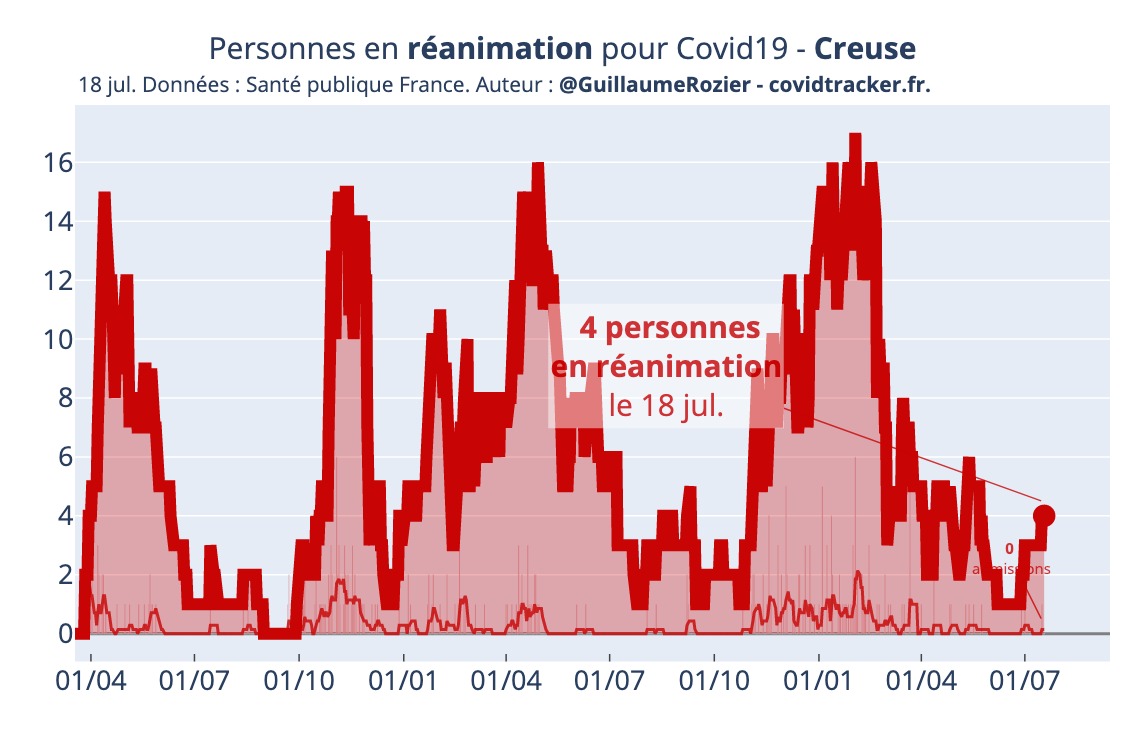 Personnes en réanimation pour Covid19 - Creuse
18 jul. Données : Santé publique France. Auteur : @GuillaumeRozier - covidtracker.fr.
16
14
12
10
8
6
4
2
0
4 personnes
en réanimation
le 18 jul.
0
admissions
01/04 01/07 01/10 01/01 01/04 01/07 01/10 01/01 01/04 01/07